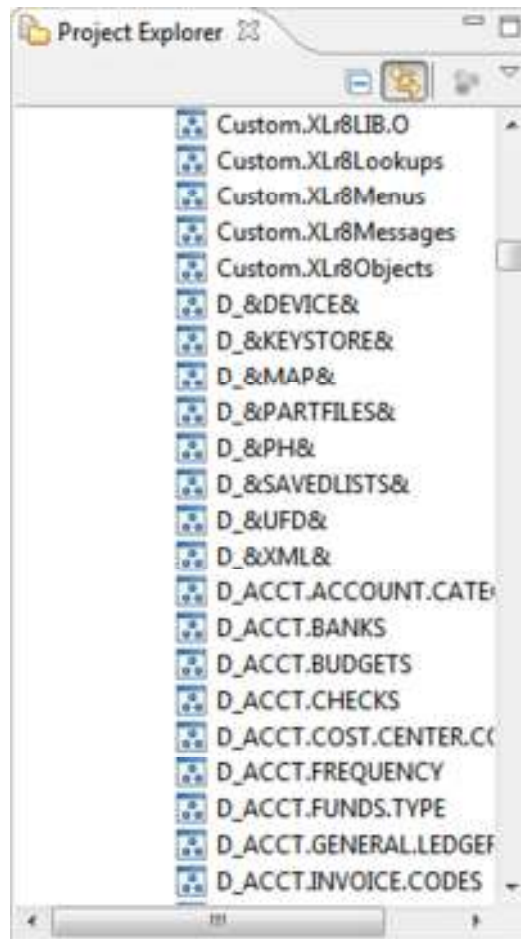 Project Explorer
Custom.XLr8LIB.O
Custom.XLr8Lookups
Custom.XLr8Menus
Custom.XLr8Messages
Custom.XLr8Objects
D_&DEVICE&
D_&KEYSTORE&
D_&MAP&
D_&PARTFILES&
D_&PH&
D_&SAVEDLISTS&
D_&UFD&
D_&XML&
D_ACCT.ACCOUNT.CATE
D_ACCT.BANKS
D_ACCT.BUDGETS
D_ACCT.CHECKS
D_ACCT.COST.CENTER.CO
D_ACCT.FREQUENCY
D_ACCT.FUNDS.TYPE
D_ACCT.GENERAL.LEDGER
D_ACCT.INVOICE.CODES